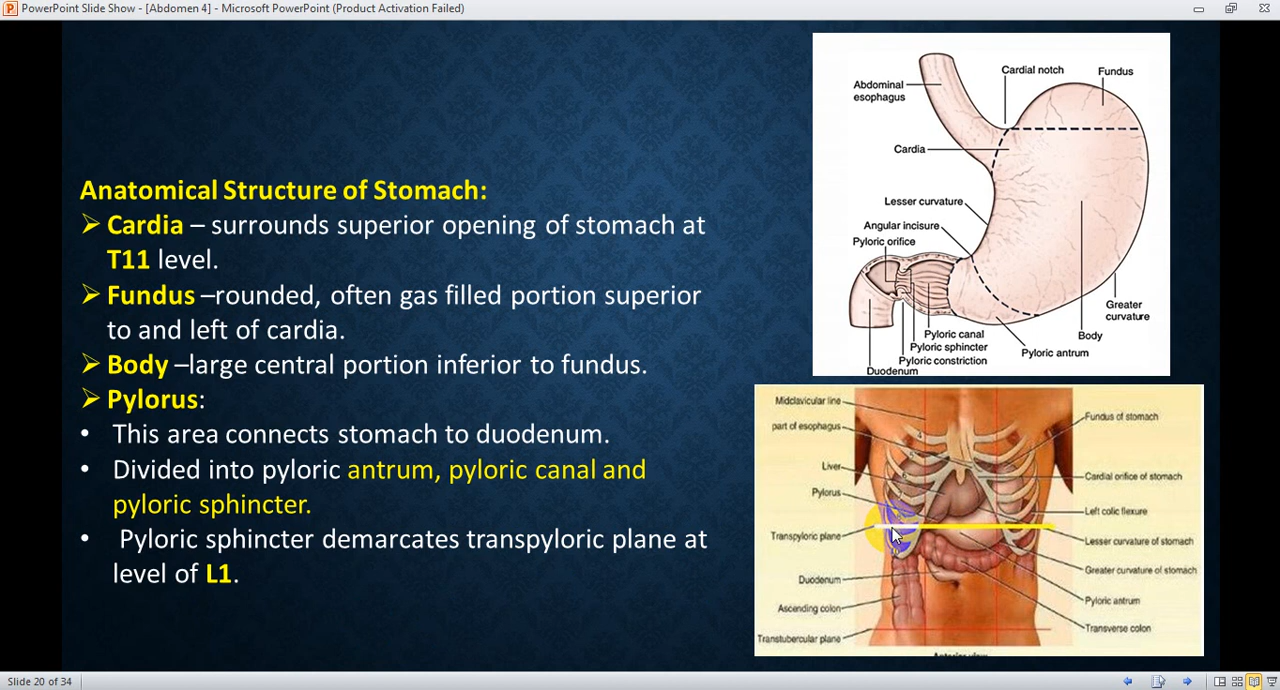 PowerPoint Slide Show - [Abdomen 4] - Microsoft PowerPoint (Product Activation Failed)
Anatomical Structure of Stomach:
Cardia – surrounds superior opening of stomach at
T11 level.
Fundus –rounded, often gas filled portion superior
to and left of cardia.
Body –large central portion inferior to fundus.
Pylorus:
• This area connects stomach to duodenum.
• Divided into pyloric antrum, pyloric canal and
pyloric sphincter.
• Pyloric sphincter demarcates transpyloric plane at
level of L1.
Cardial notch
Fundus
Abdominal
esophagus
Cardia
Lesser curvature
Angular incisure
Pyloric orifice
Greater
curvature
Pyloric canal
Body
Pyloric sphincter
Pyloric antrum
Pyloric constriction
Duodenum
Midclavicular line
part of esophagus
Liver
Pylorus
Transpyloric plane
Duodenum
Ascending colon
Transtubercular plane
Fundus of stomach
Cardial orifice of stomach
Left colic flexure
Lesser curvature of stomach
Greater curvature of stomach
Pyloric antrum
Transverse colon
Slide 20 of 34